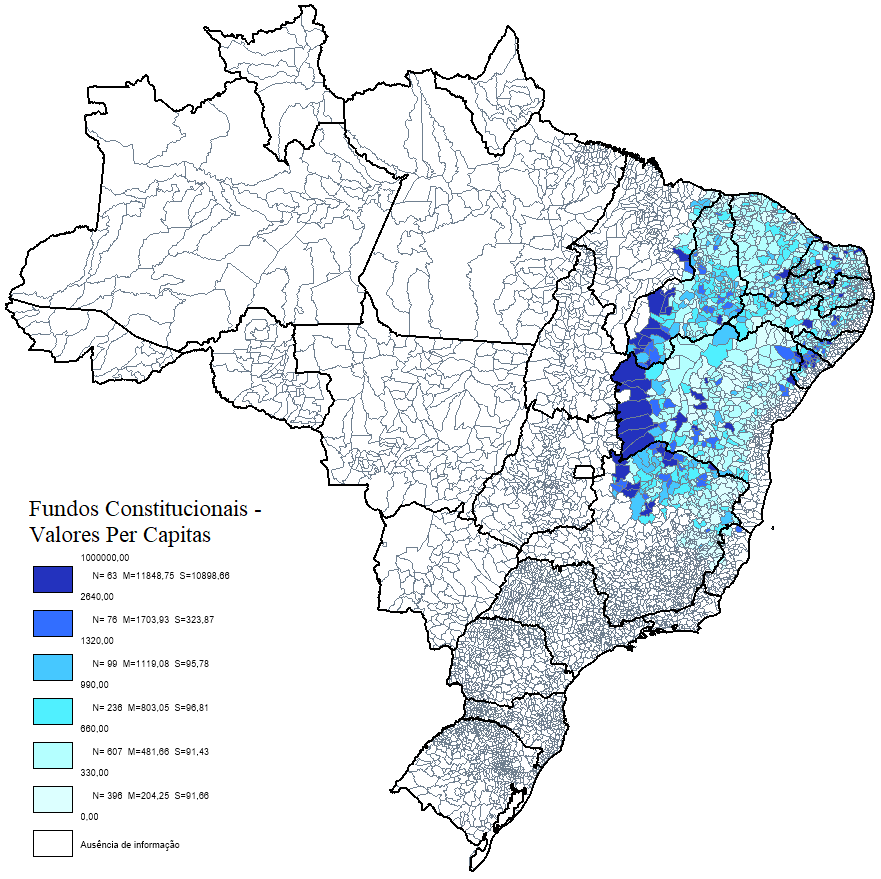 Fundos Constitucionais -
Valores Per Capitas
1000000,00
N= 63 M=11848,75 S=10898,66
2640,00
N= 76 M=1703,93 S=323,87
1320,00
N= 99 M=1119,08 S=95,78
990,00
N= 236 M=803,05 S=96,81
660,00
N= 607 M=481,66 S=91,43
330,00
N= 396 M=204,25 S=91,66
0,00
Ausência de informação